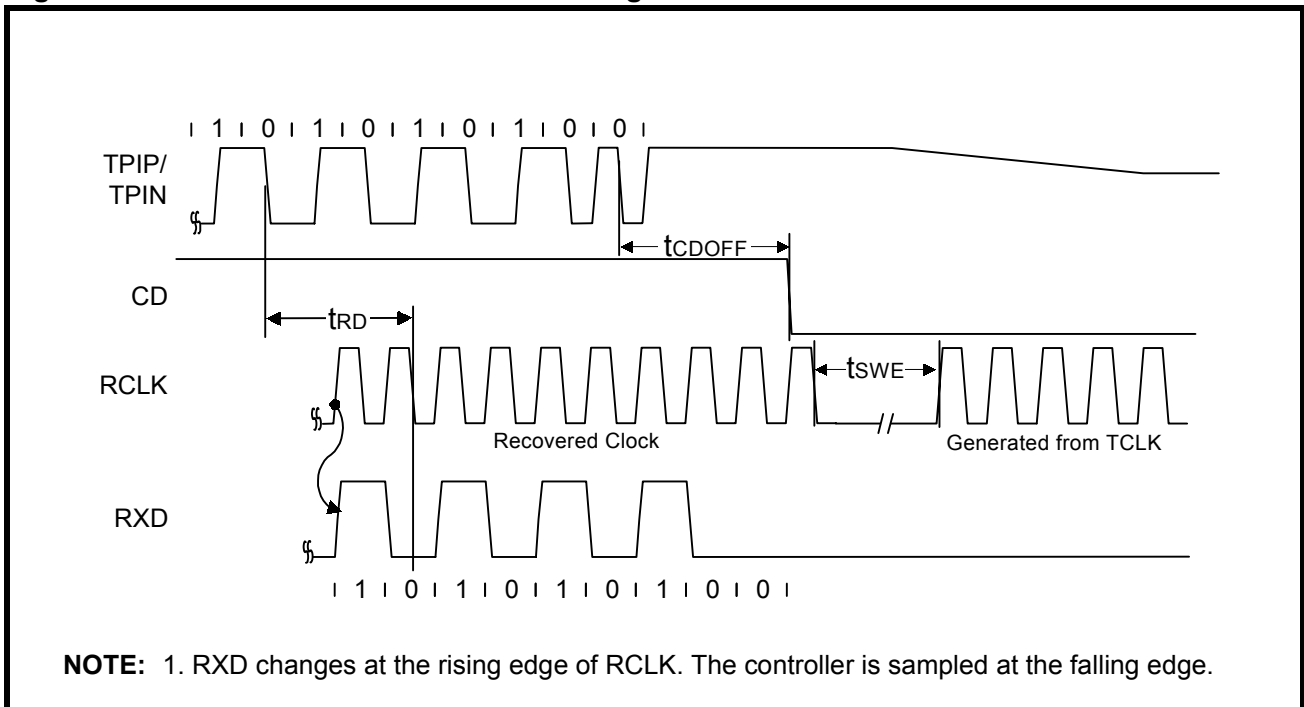 1 0 1 0 1 0 1 0 0
TPIP/
TPIN
tCDOFF
CD
tRD
RCLK
tSWE
Recovered Clock
Generated from TCLK
RXD
1 0 1 0 1 0 1 0 0
NOTE: 1. RXD changes at the rising edge of RCLK. The controller is sampled at the falling edge.